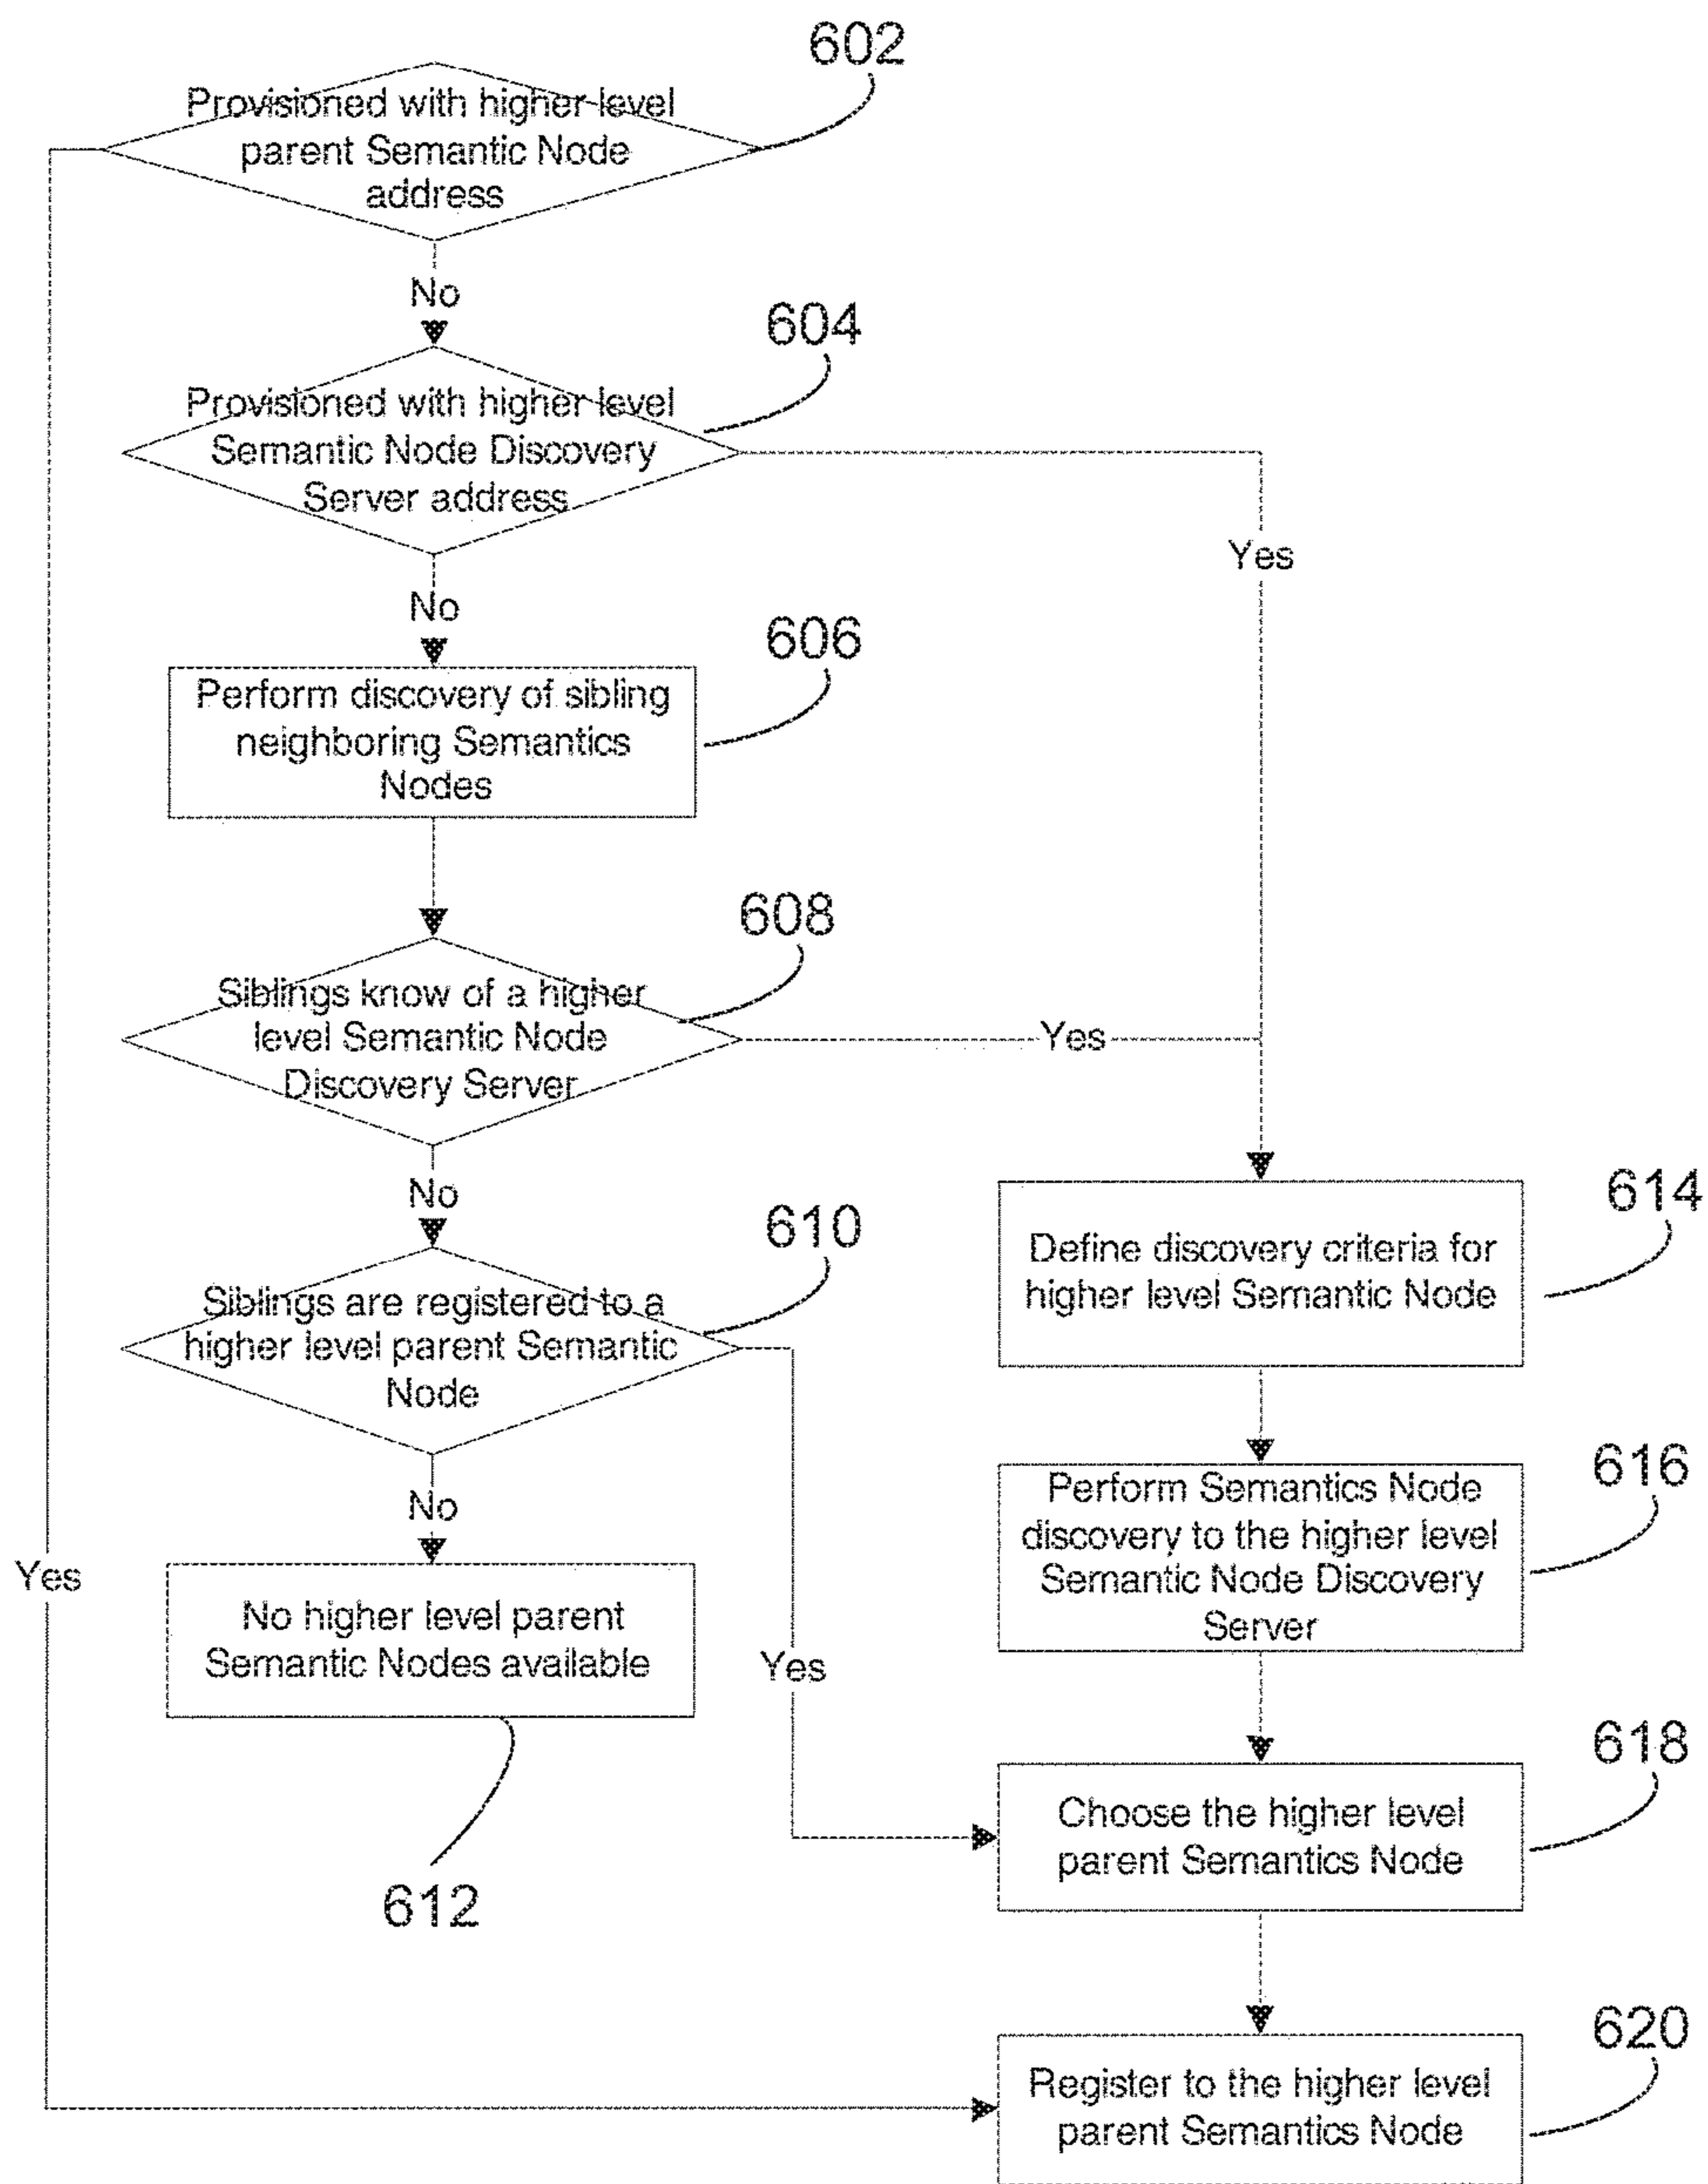 602
Provisioned with higher level
parent Semantic Node
address
No
604
Provisioned with higher level
Semantic Node Discovery
Server address
Yes
No
606
Perform discovery of sibling
neighboring Semantics
Nodes
608
Siblings know of a higher
level Semantic Node
Discovery Server
Yes
No
610
Siblings are registered to a
higher level parent Semantic
Node
614
Define discovery criteria for
higher level Semantic Node
No
616
Perform Semantics Node
discovery to the higher level
Semantic Node Discovery
Server
Yes
No higher level parent
Semantic Nodes available
Yes
612
618
Choose the higher level
parent Semantics Node
620
Register to the higher level
parent Semantics Node